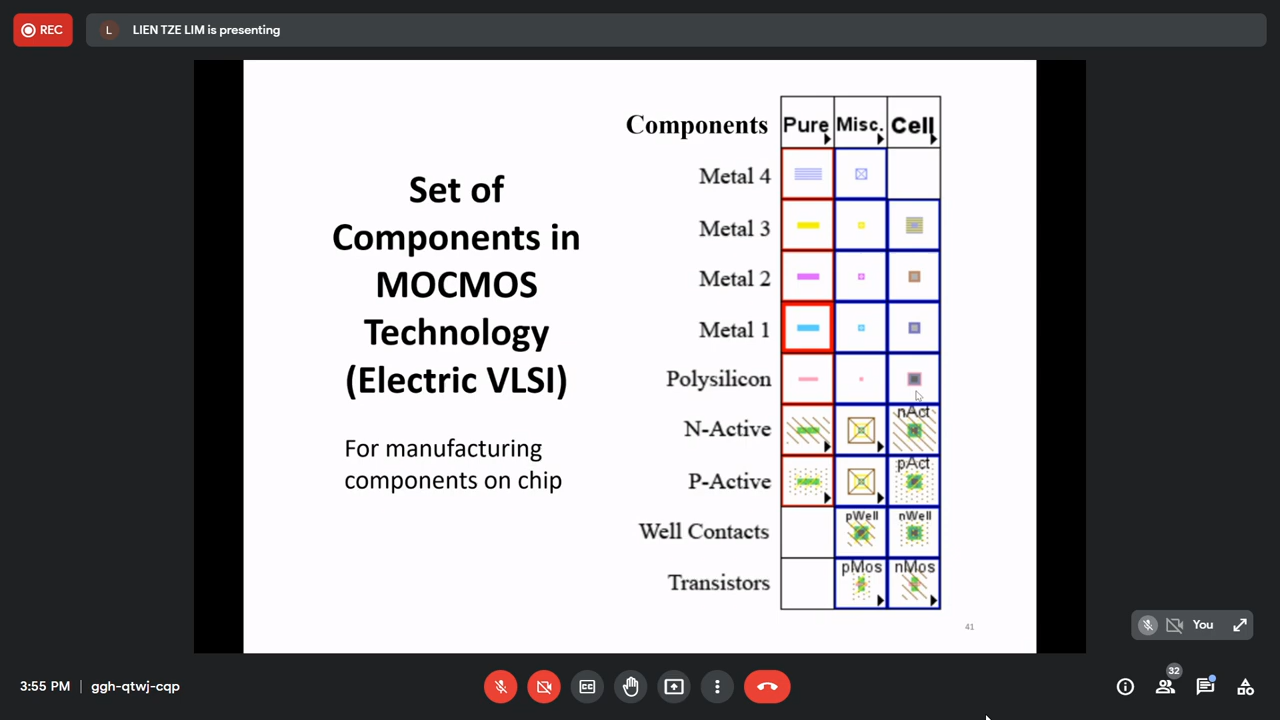 REC
L
LIEN TZE LIM is presenting
Set of
Components in
MOCMOS
Technology
(Electric VLSI)
For manufacturing
components on chip
Components Pure Misc. Cell
Metal 4
Metal 3
Metal 2
Metal 1
Polysilicon
N-Active nAct
P-Active pAct
Well Contacts pWell nWell
Transistors pMos nMos
41
You
3:55 PM | ggh-qtwj-cqp
32